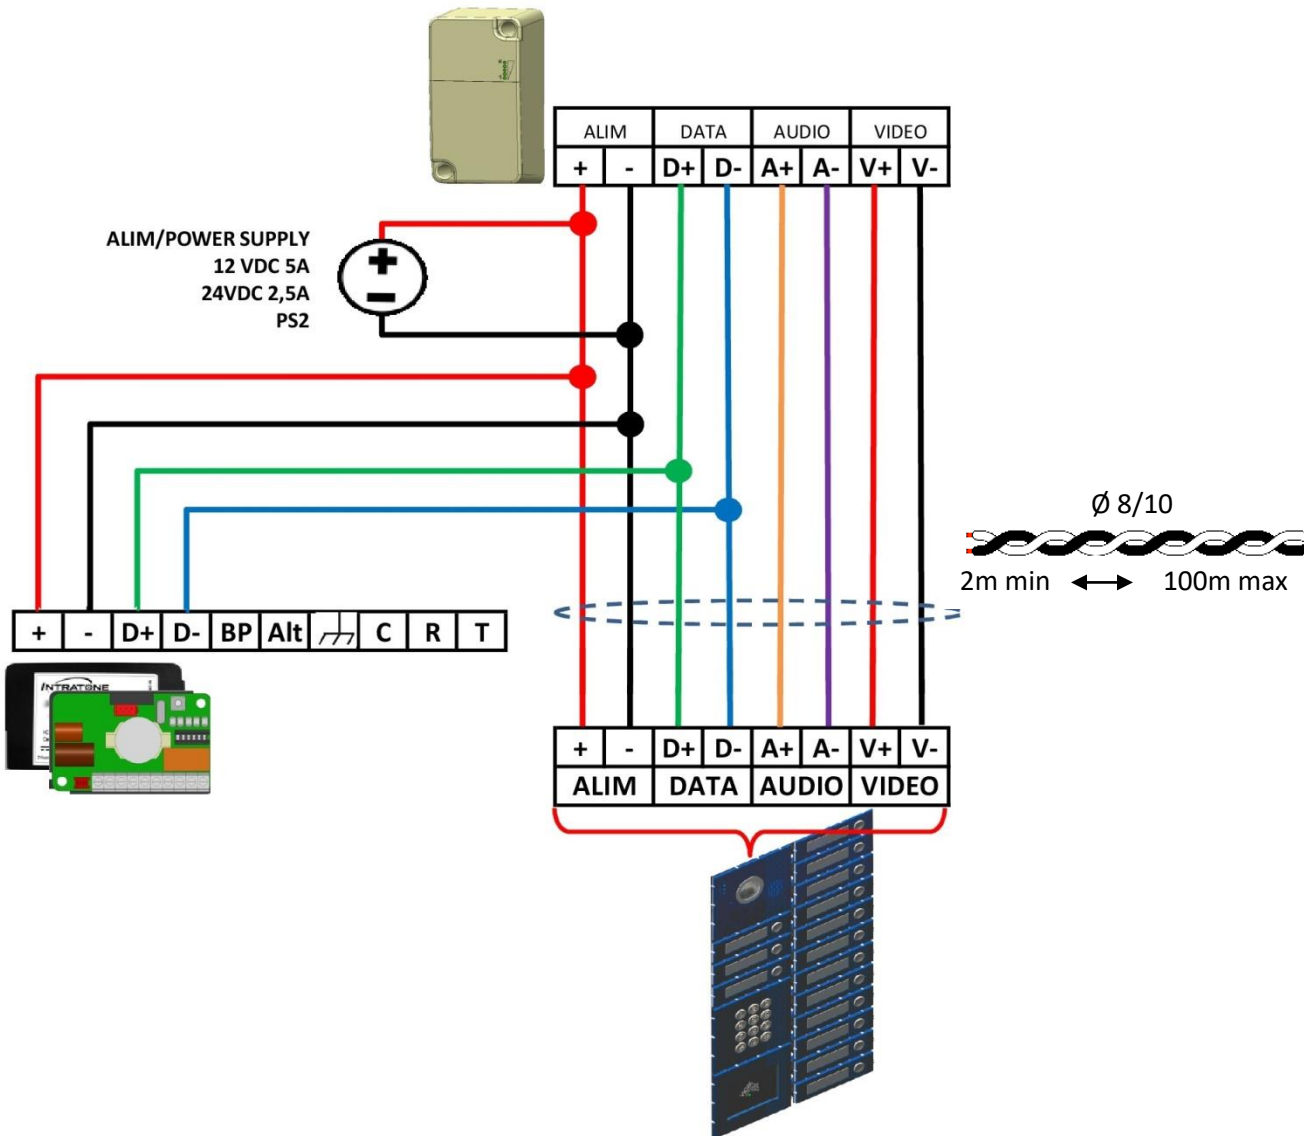 ALIM DATA AUDIO VIDEO
+ - D+ D- A+ A- V+ V-
ALIM/POWER SUPPLY
12 VDC 5A
24VDC 2,5A
PS2
+
−
Ø 8/10
2m min 100m max
+ - D+ D- BP Alt C R T
INTRATONE
+ - D+ D- A+ A- V+ V-
ALIM DATA AUDIO VIDEO